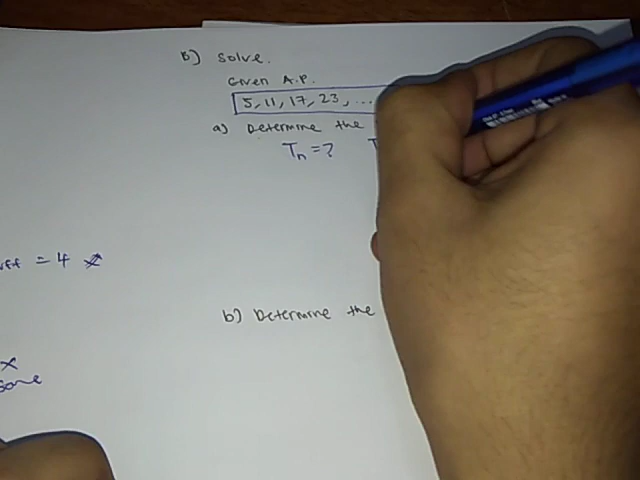 B) Solve.
Given A.P.
5, 11, 17, 23, ...
a) Determine the
Tn = ?
= 4
b) Determine the
x